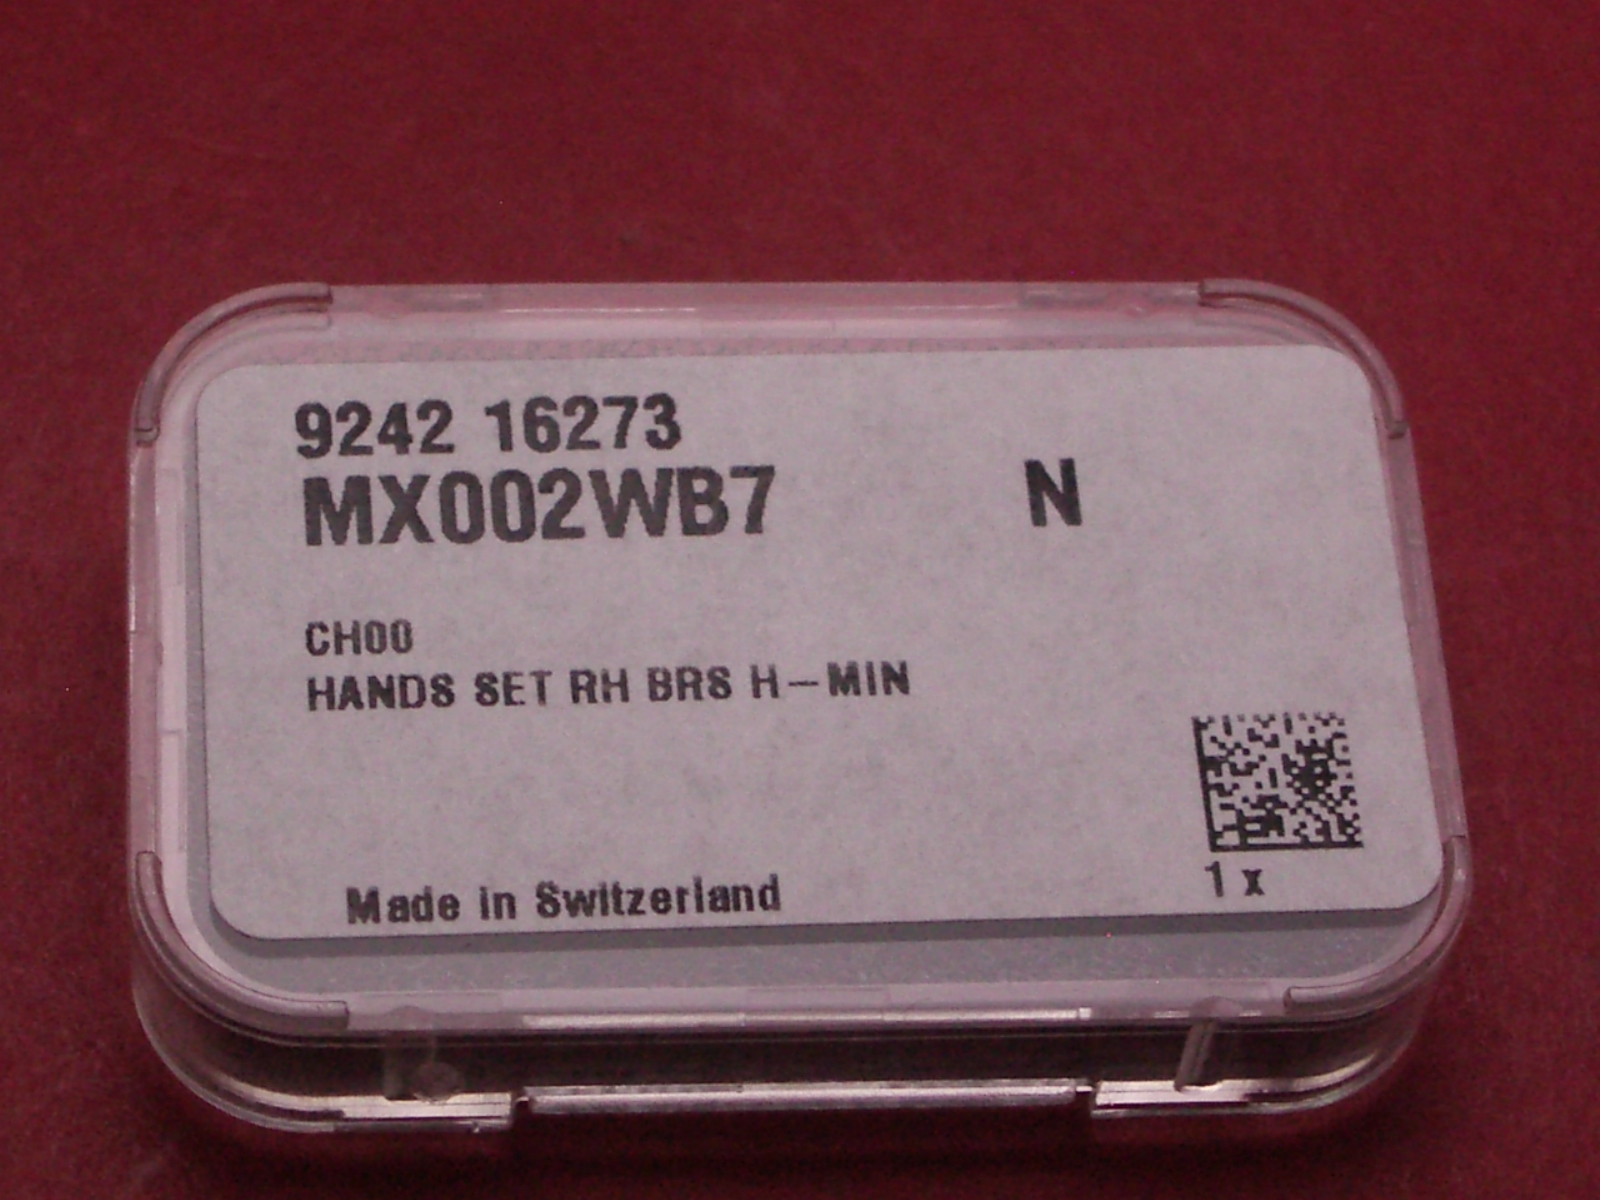 9242 16273
MX002WB7 N
CH00
HANDS SET RH BRS H-MIN
1 x
Made in Switzerland